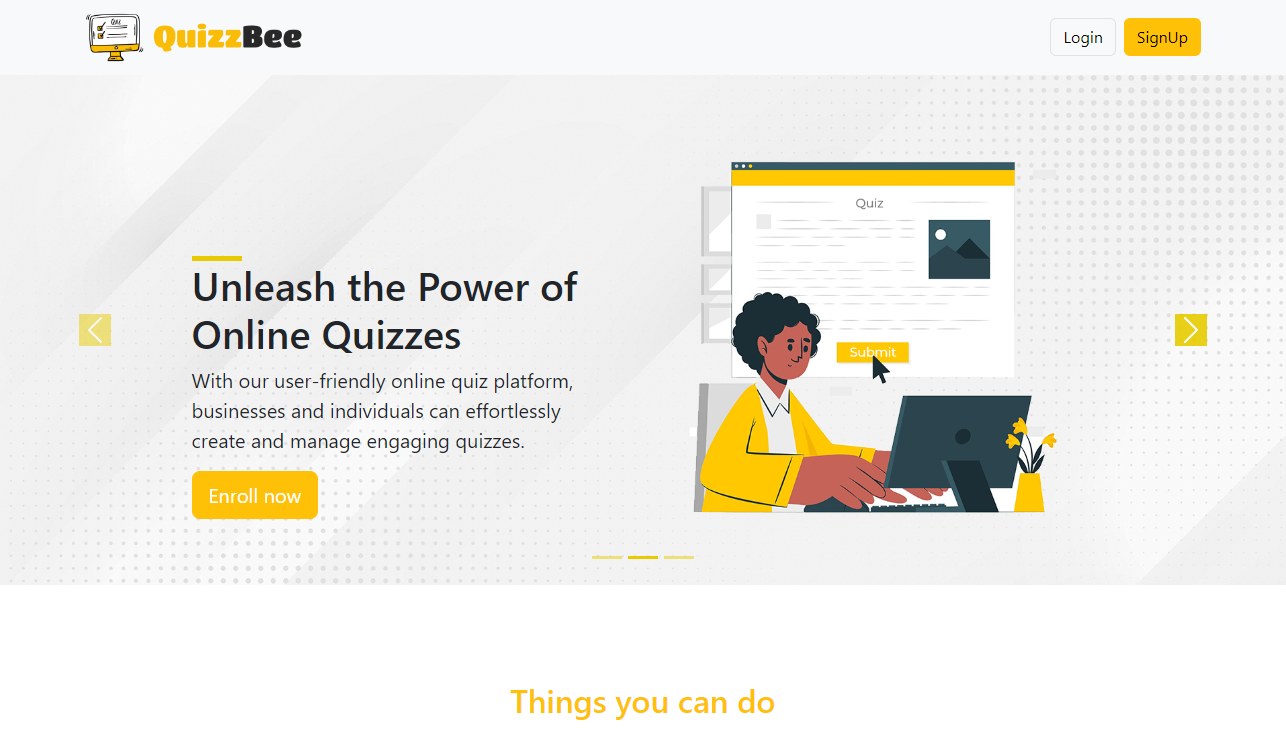 QUIZ
QuizzBee
Login
SignUp
Unleash the Power of
Online Quizzes
With our user-friendly online quiz platform,
businesses and individuals can effortlessly
create and manage engaging quizzes.
Enroll now
Quiz
Submit
Things you can do